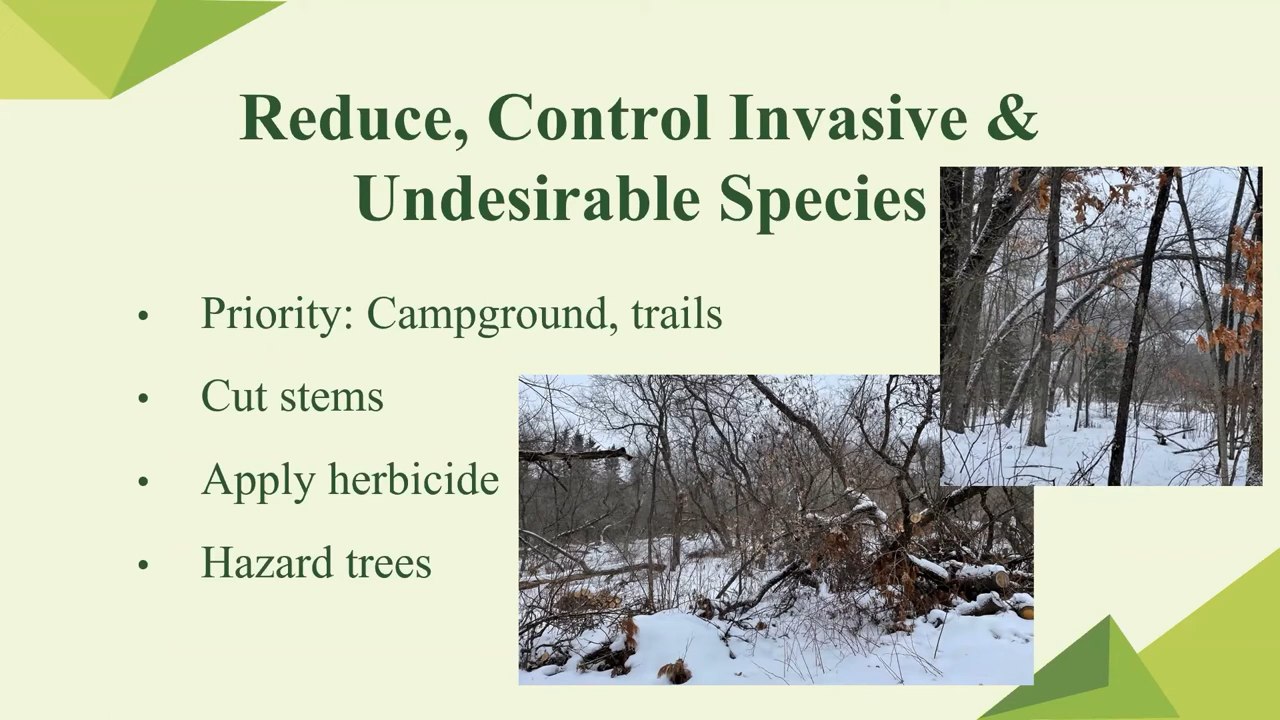 Reduce, Control Invasive &
Undesirable Species
• Priority: Campground, trails
• Cut stems
• Apply herbicide
• Hazard trees